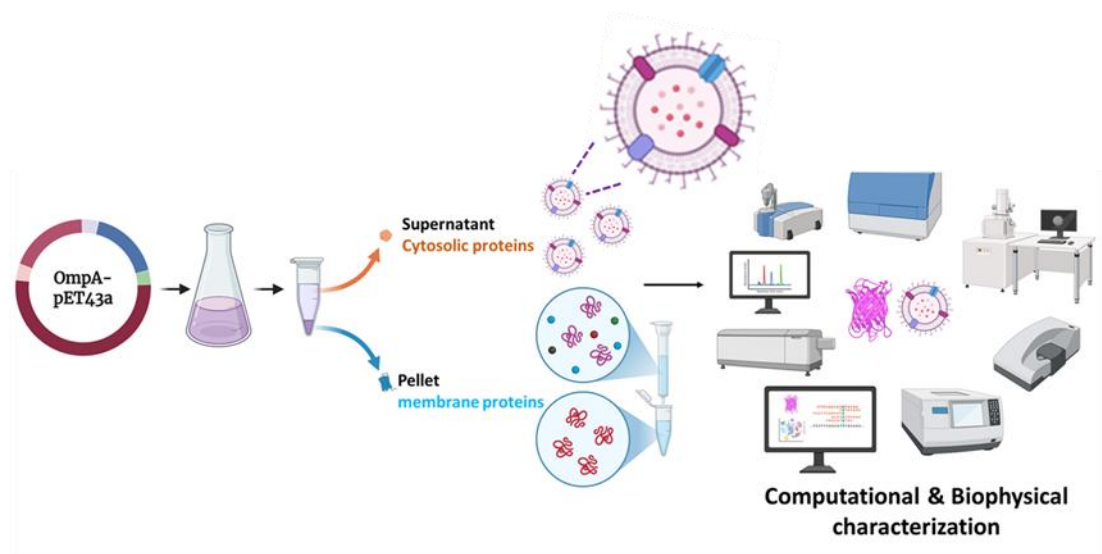 OmpA-
pET43a
Supernatant
Cytosolic proteins
Pellet
membrane proteins
Computational & Biophysical
characterization